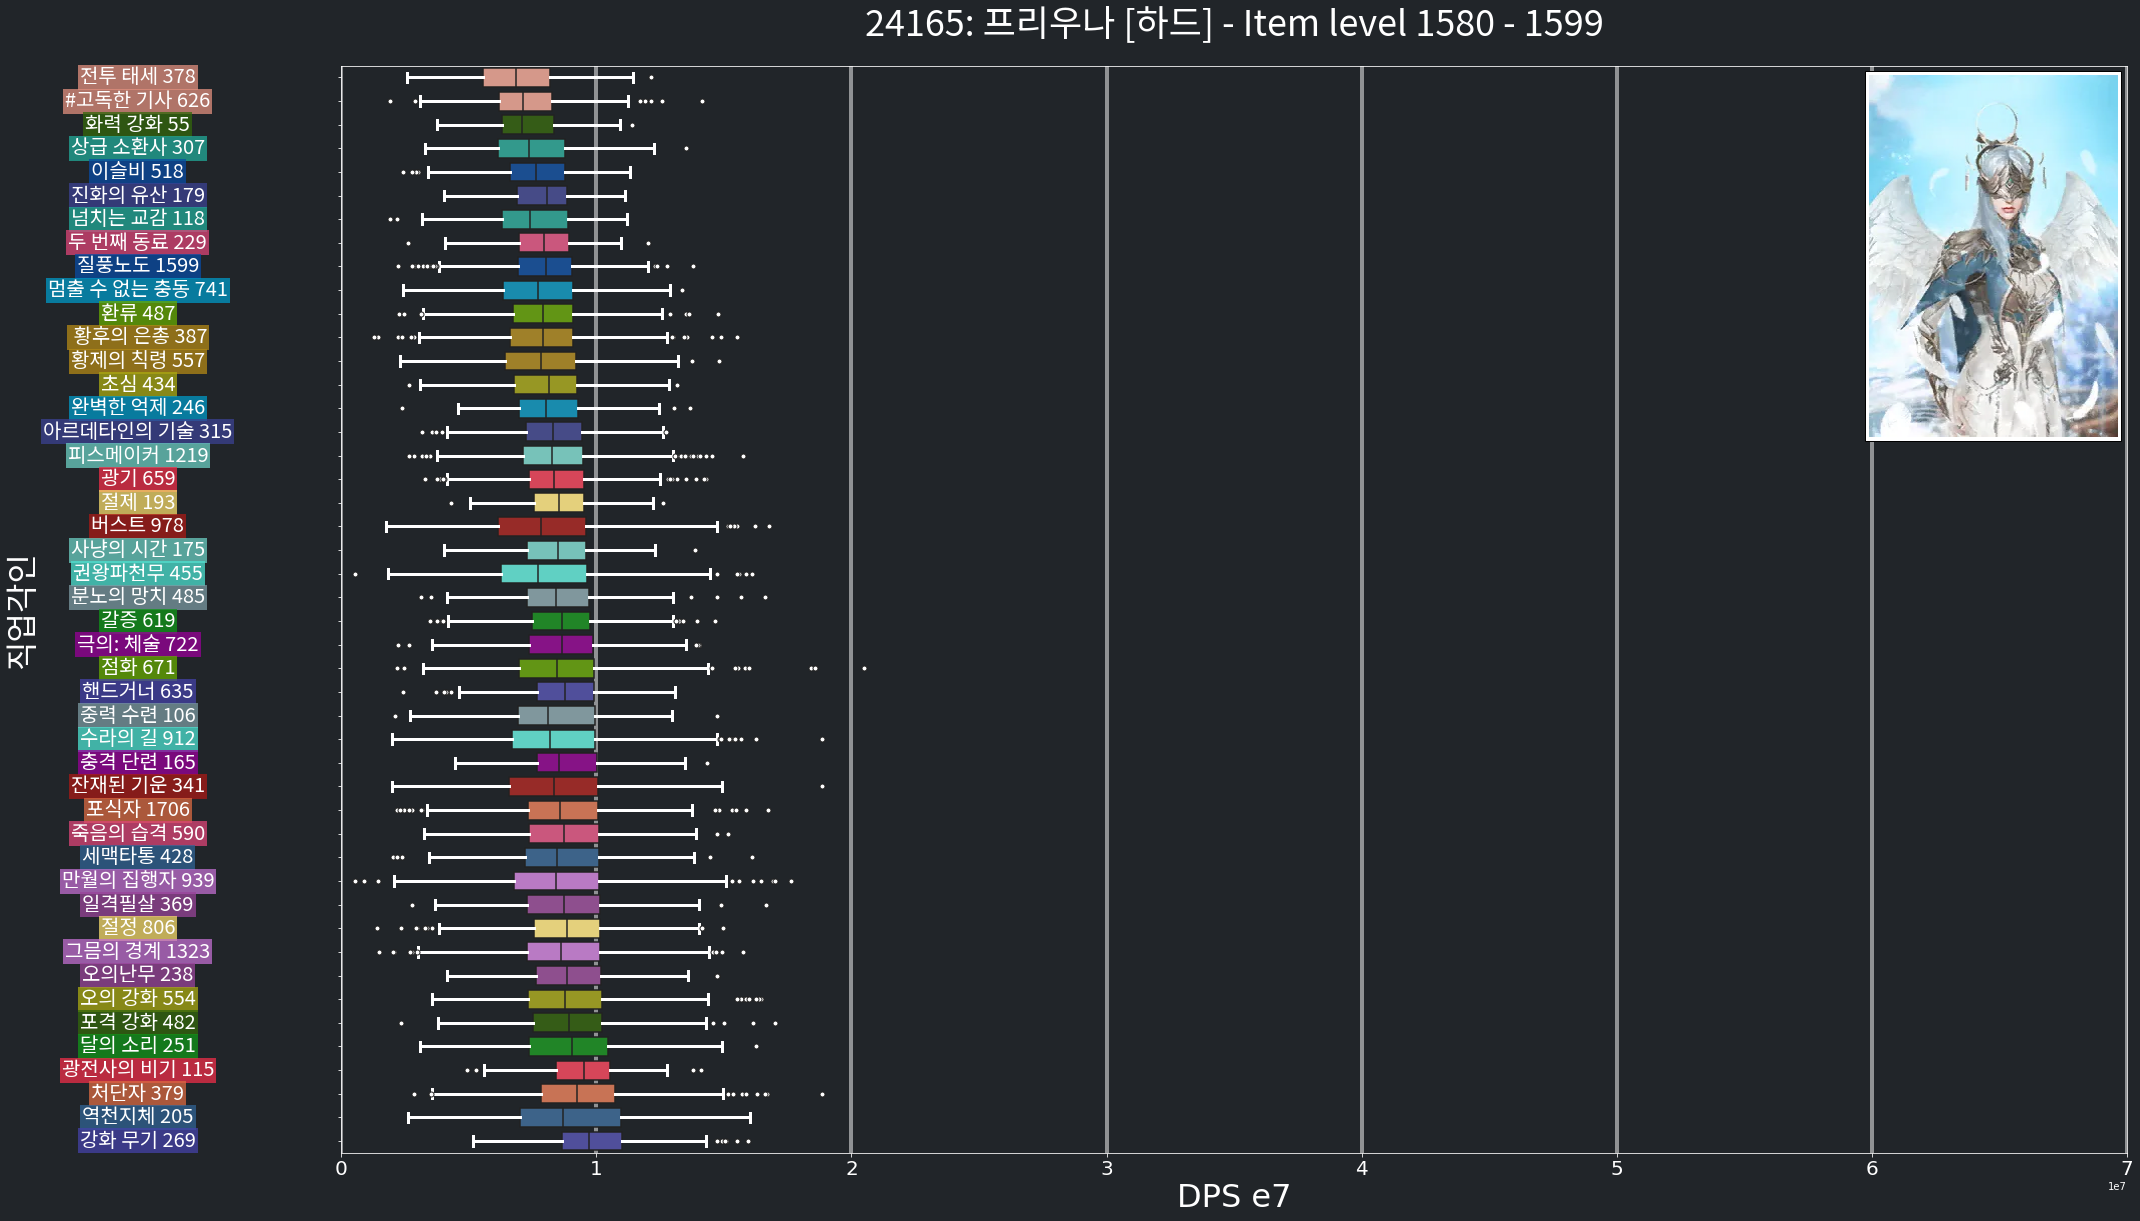 24165: 프리우나 [하드] - Item level 1580 - 1599
직업각인
전투 태세 378
#고독한 기사 626
화력 강화 55
상급 소환사 307
이슬비 518
진화의 유산 179
넘치는 교감 118
두 번째 동료 229
질풍노도 1599
멈출 수 없는 충동 741
환류 487
황후의 은총 387
황제의 칙령 557
초심 434
완벽한 억제 246
아르데타인의 기술 315
피스메이커 1219
광기 659
절제 193
버스트 978
사냥의 시간 175
권왕파천무 455
분노의 망치 485
갈증 619
극의: 체술 722
점화 671
핸드거너 635
중력 수련 106
수라의 길 912
충격 단련 165
잔재된 기운 341
포식자 1706
죽음의 습격 590
세맥타통 428
만월의 집행자 939
일격필살 369
절정 806
그믐의 경계 1323
오의난무 238
오의 강화 554
포격 강화 482
달의 소리 251
광전사의 비기 115
처단자 379
역천지체 205
강화 무기 269
0 1 2 3 4 5 6 7
DPS e7
1e7